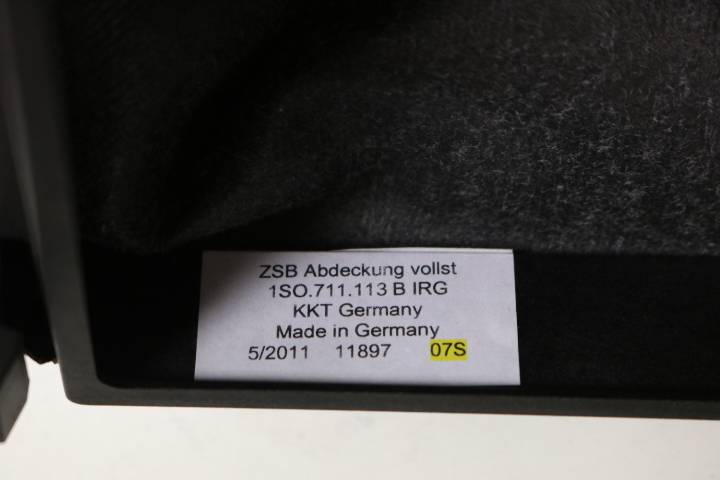 ZSB Abdeckung vollst
1SO.711.113 B IRG
KKT Germany
Made in Germany
5/2011 11897 07S